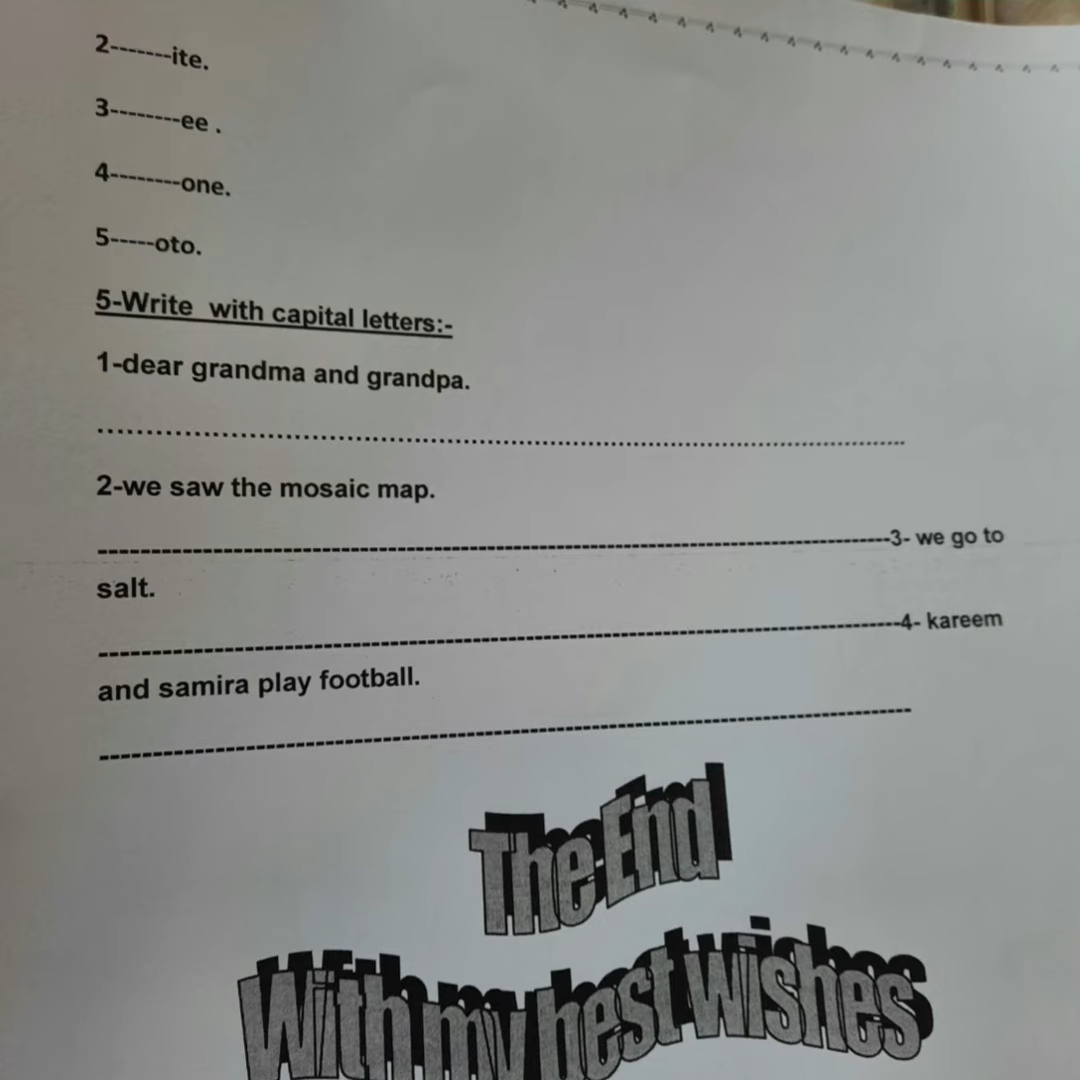 2-------ite.
3--------ee .
4--------one.
5-----oto.
5-Write with capital letters:-
1-dear grandma and grandpa.
........................................................................................
2-we saw the mosaic map.
--------------------------------------------------------------------------------3- we go to
salt.
--------------------------------------------------------------------------------4- kareem
and samira play football.
--------------------------------------------------------------------------------
The End
With my best wishes